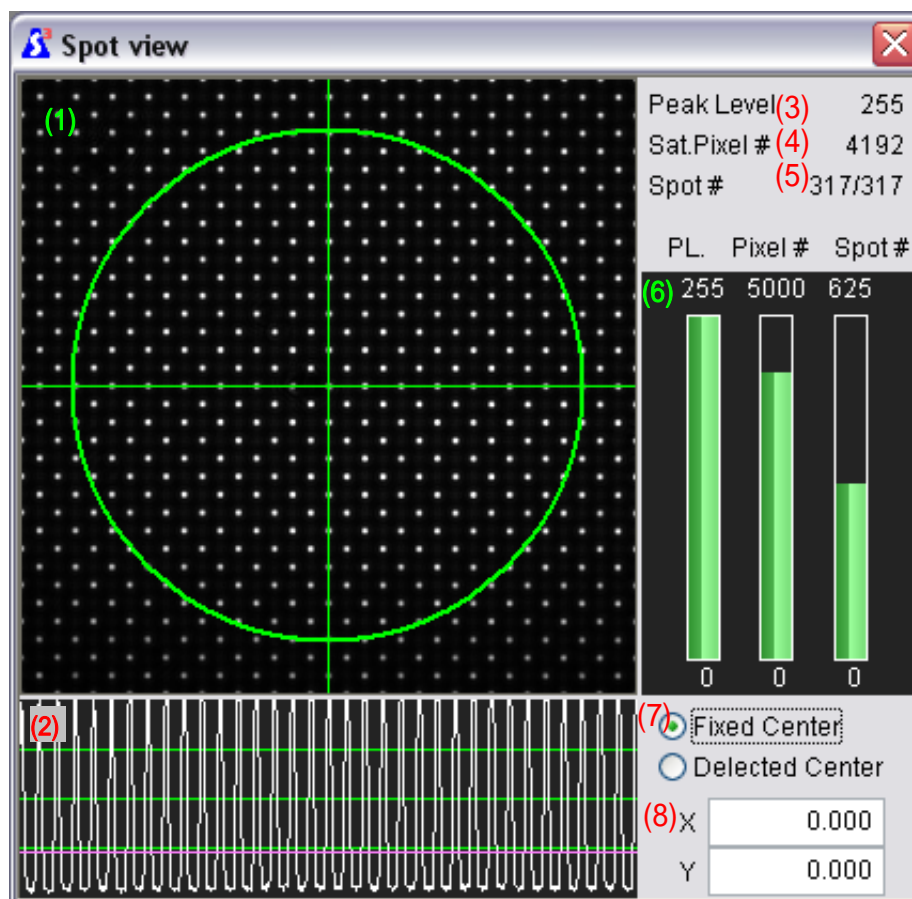 S3 Spot view
(1)
Peak Level (3) 255
Sat.Pixel # (4) 4192
Spot # (5) 317/317
PL. Pixel # Spot #
(6) 255 5000 625
0 0 0
(2)
(7) Fixed Center
Delected Center
(8) X 0.000
Y 0.000